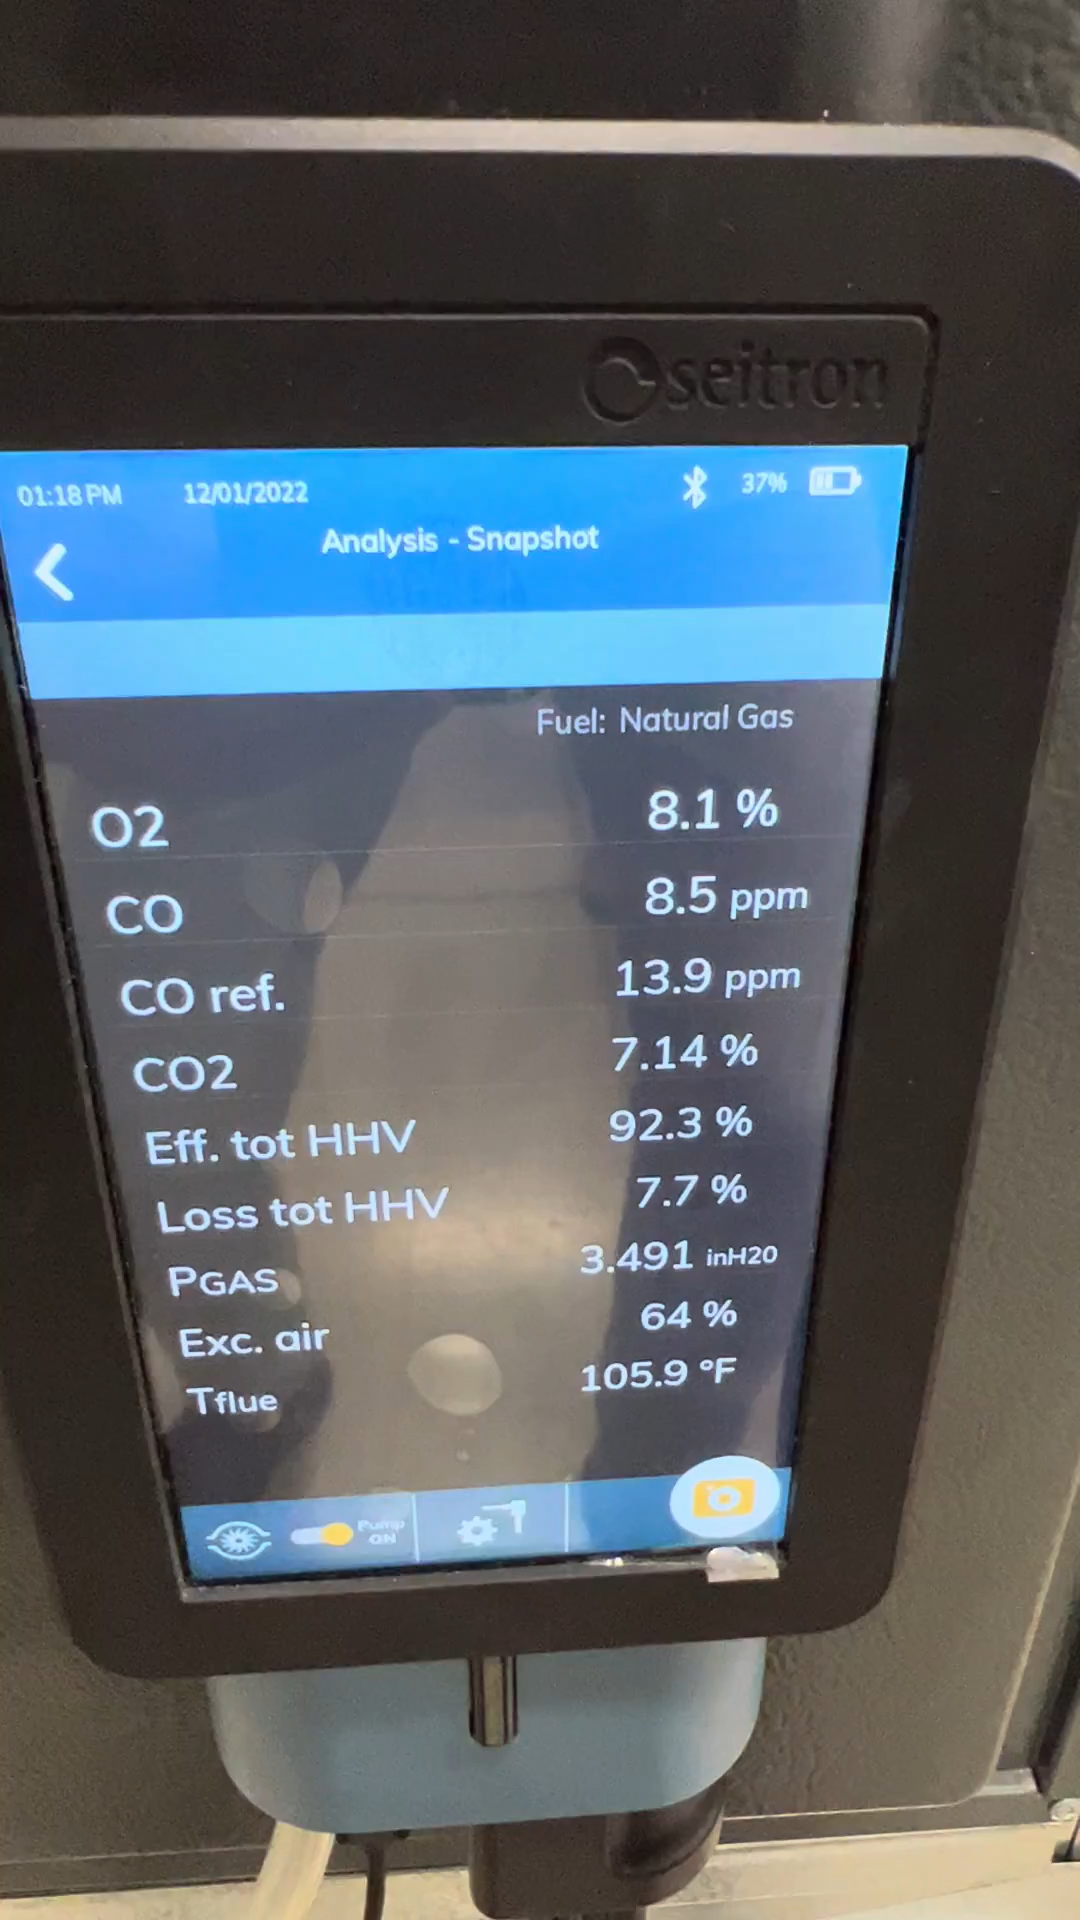 seitron
01:18 PM 12/01/2022 37%
Analysis - Snapshot
Fuel: Natural Gas
O2 8.1 %
CO 8.5 ppm
CO ref. 13.9 ppm
CO2 7.14 %
Eff. tot HHV 92.3 %
Loss tot HHV 7.7 %
PGAS 3.491 inH20
Exc. air 64 %
Tflue 105.9 °F
Pump
ON